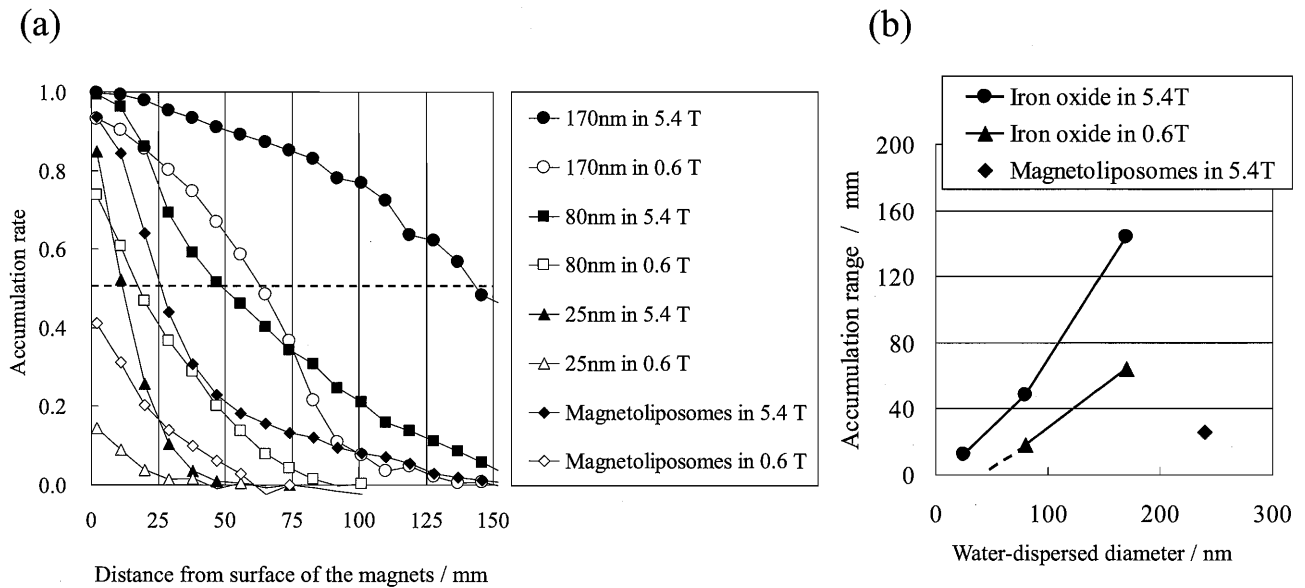 (a)
1.0
0.8
0.6
0.4
0.2
0.0
Accumulation rate
0 25 50 75 100 125 150
Distance from surface of the magnets / mm
170nm in 5.4 T
170nm in 0.6 T
80nm in 5.4 T
80nm in 0.6 T
25nm in 5.4 T
25nm in 0.6 T
Magnetoliposomes in 5.4 T
Magnetoliposomes in 0.6 T
(b)
Iron oxide in 5.4T
Iron oxide in 0.6T
Magnetoliposomes in 5.4T
200
160
120
80
40
0
Accumulation range / mm
0 100 200 300
Water-dispersed diameter / nm